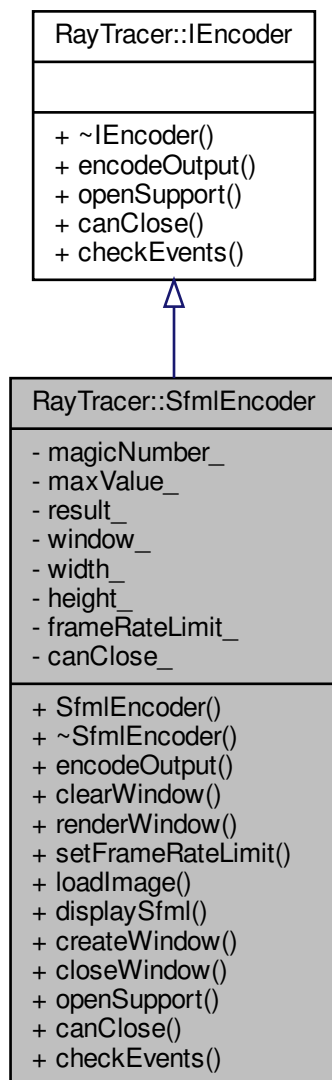 RayTracer::IEncoder
+ ~IEncoder()
+ encodeOutput()
+ openSupport()
+ canClose()
+ checkEvents()
RayTracer::SfmlEncoder
- magicNumber_
- maxValue_
- result_
- window_
- width_
- height_
- frameRateLimit_
- canClose_
+ SfmlEncoder()
+ ~SfmlEncoder()
+ encodeOutput()
+ clearWindow()
+ renderWindow()
+ setFrameRateLimit()
+ loadImage()
+ displaySfml()
+ createWindow()
+ closeWindow()
+ openSupport()
+ canClose()
+ checkEvents()